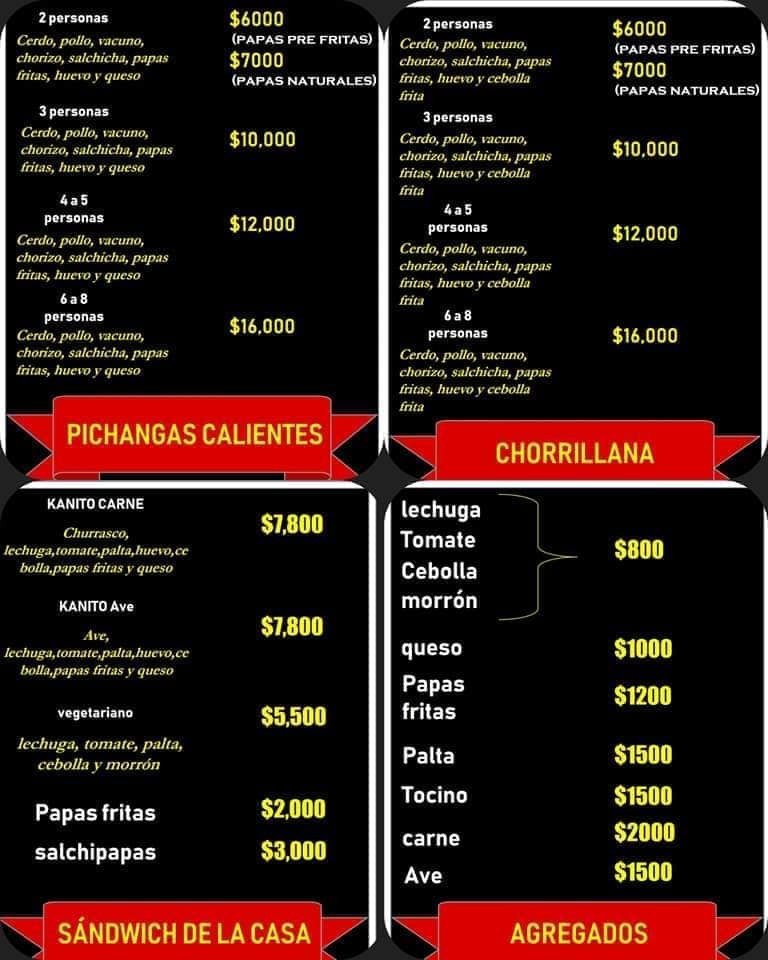 2 personas
$6000
(PAPAS PRE FRITAS)
Cerdo, pollo, vacuno,
chorizo, salchicha, papas
fritas, huevo y queso
$7000
(PAPAS NATURALES)
3 personas
Cerdo, pollo, vacuno,
chorizo, salchicha, papas
fritas, huevo y queso
$10,000
4 a 5
personas
$12,000
Cerdo, pollo, vacuno,
chorizo, salchicha, papas
fritas, huevo y queso
6 a 8
personas
$16,000
Cerdo, pollo, vacuno,
chorizo, salchicha, papas
fritas, huevo y queso
PICHANGAS CALIENTES
2 personas
$6000
(PAPAS PRE FRITAS)
Cerdo, pollo, vacuno,
chorizo, salchicha, papas
fritas, huevo y cebolla
frita
$7000
(PAPAS NATURALES)
3 personas
Cerdo, pollo, vacuno,
chorizo, salchicha, papas
fritas, huevo y cebolla
frita
$10,000
4 a 5
personas
$12,000
Cerdo, pollo, vacuno,
chorizo, salchicha, papas
fritas, huevo y cebolla
frita
6 a 8
personas
$16,000
Cerdo, pollo, vacuno,
chorizo, salchicha, papas
fritas, huevo y cebolla
frita
CHORRILLANA
KANITO CARNE
$7,800
Churrasco,
lechuga,tomate,palta,huevo,ce
bolla,papas fritas y queso
KANITO Ave
$7,800
Ave,
lechuga,tomate,palta,huevo,ce
bolla,papas fritas y queso
vegetariano
$5,500
lechuga, tomate, palta,
cebolla y morrón
Papas fritas $2,000
salchipapas $3,000
SÁNDWICH DE LA CASA
lechuga
Tomate
Cebolla
morrón
$800
queso $1000
Papas
fritas
$1200
Palta $1500
Tocino $1500
carne $2000
Ave $1500
AGREGADOS